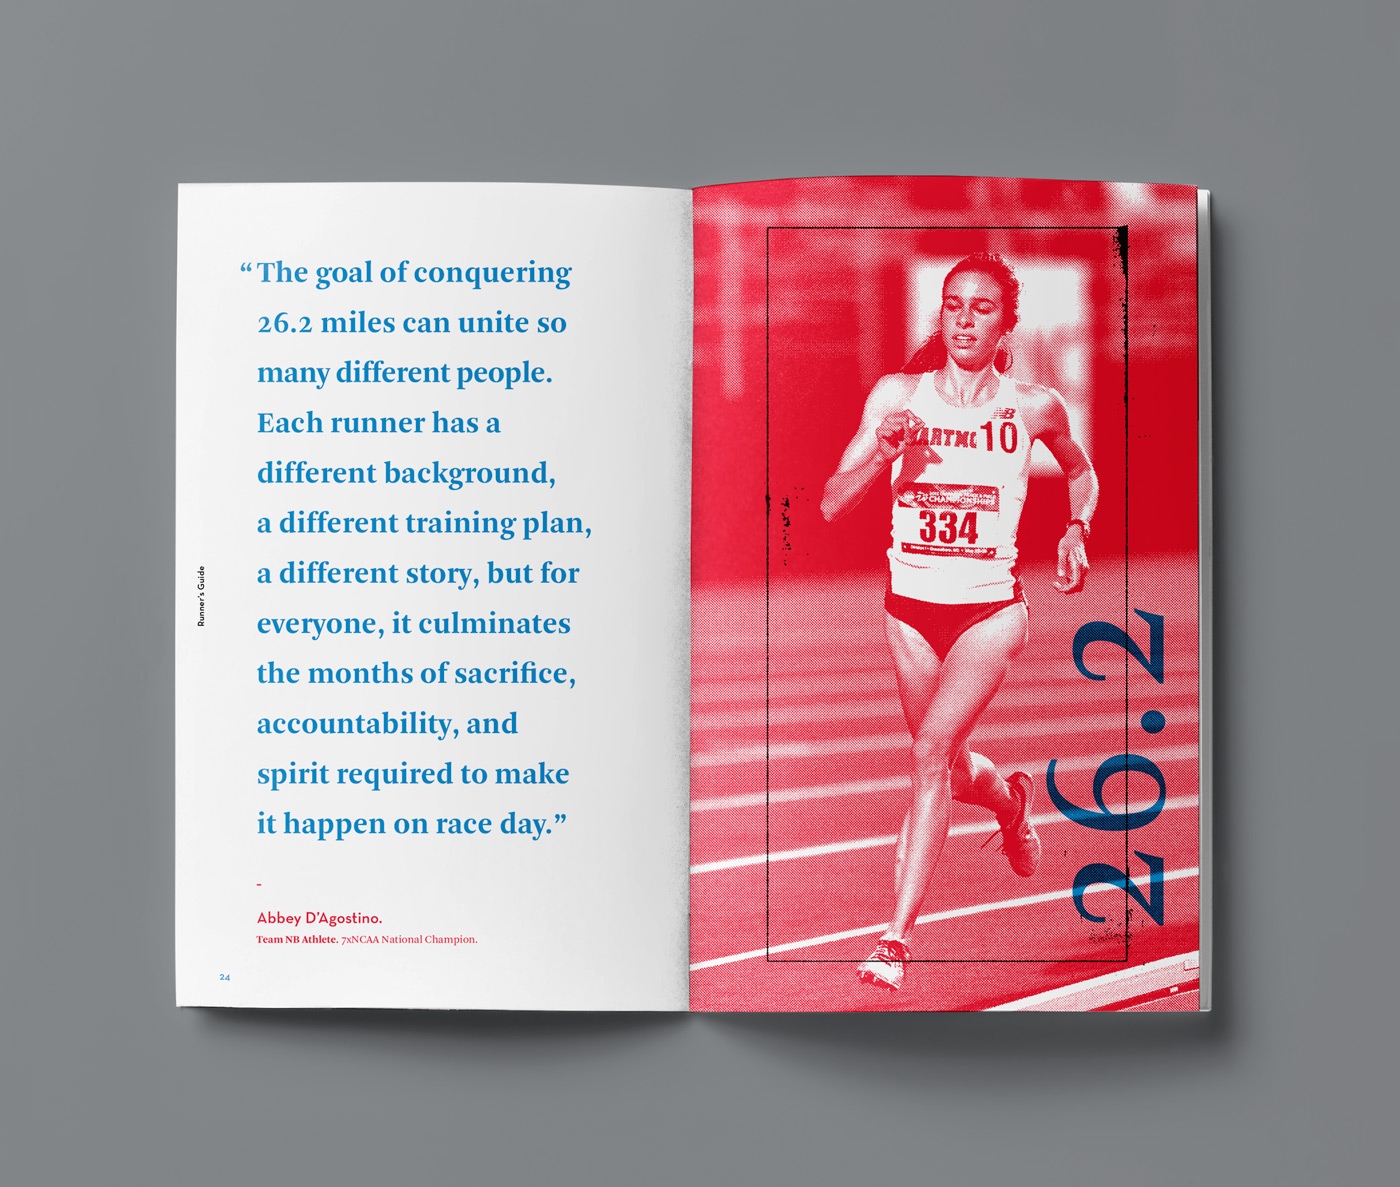 “The goal of conquering
26.2 miles can unite so
many different people.
Each runner has a
different background,
a different training plan,
a different story, but for
everyone, it culminates
the months of sacrifice,
accountability, and
spirit required to make
it happen on race day.”
–
Abbey D’Agostino.
Team NB Athlete. 7xNCAA National Champion.
24
Runner’s Guide
NB
ARTMO
10
CHAMPIONSHIPS
334
26.2